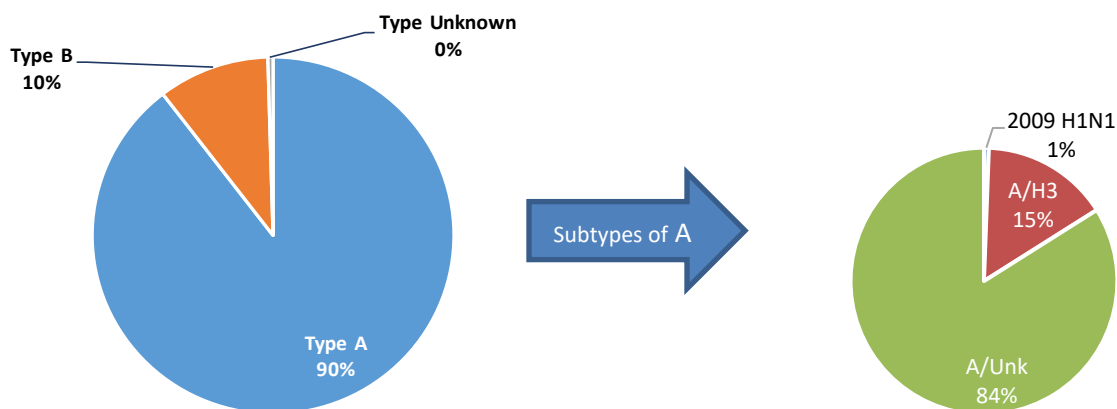 Type Unknown
0%
Type B
10%
Type A
90%
Subtypes of A
2009 H1N1
1%
A/H3
15%
A/Unk
84%